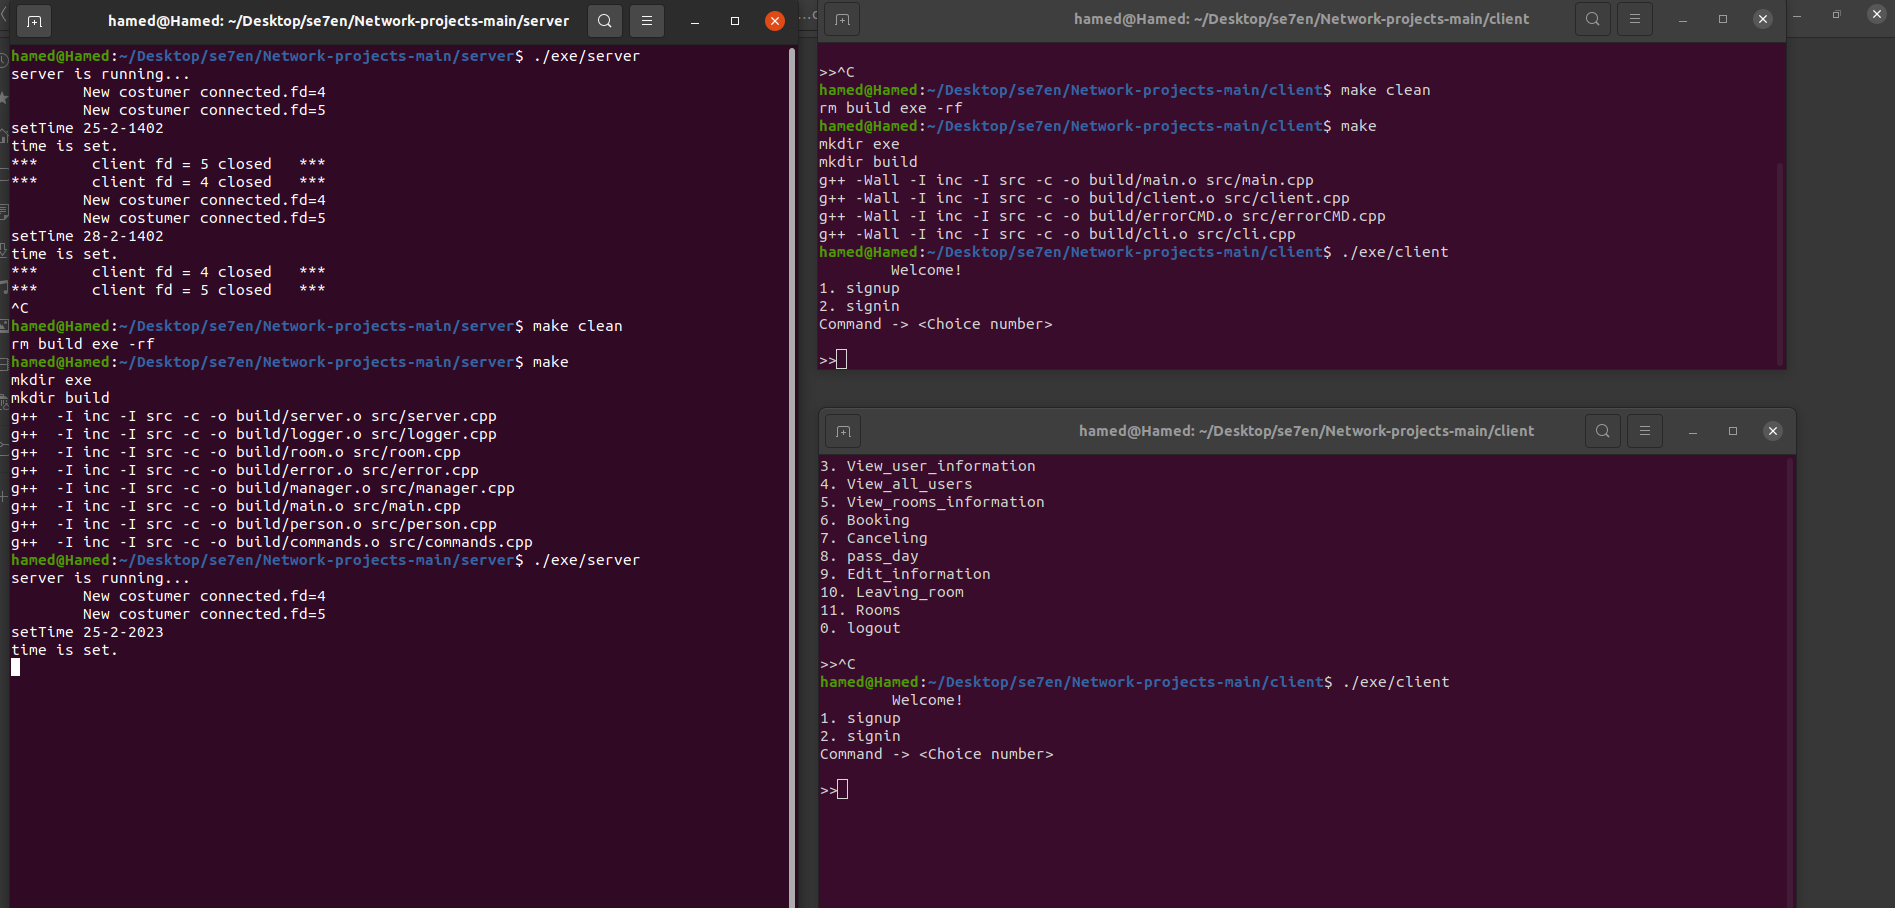 hamed@Hamed: ~/Desktop/se7en/Network-projects-main/server
hamed@Hamed:~/Desktop/se7en/Network-projects-main/server$ ./exe/server
server is running...
        New costumer connected.fd=4
        New costumer connected.fd=5
setTime 25-2-1402
time is set.
***      client fd = 5 closed   ***
***      client fd = 4 closed   ***
        New costumer connected.fd=4
        New costumer connected.fd=5
setTime 28-2-1402
time is set.
***      client fd = 4 closed   ***
***      client fd = 5 closed   ***
^C
hamed@Hamed:~/Desktop/se7en/Network-projects-main/server$ make clean
rm build exe -rf
hamed@Hamed:~/Desktop/se7en/Network-projects-main/server$ make
mkdir exe
mkdir build
g++  -I inc -I src -c -o build/server.o src/server.cpp
g++  -I inc -I src -c -o build/logger.o src/logger.cpp
g++  -I inc -I src -c -o build/room.o src/room.cpp
g++  -I inc -I src -c -o build/error.o src/error.cpp
g++  -I inc -I src -c -o build/manager.o src/manager.cpp
g++  -I inc -I src -c -o build/main.o src/main.cpp
g++  -I inc -I src -c -o build/person.o src/person.cpp
g++  -I inc -I src -c -o build/commands.o src/commands.cpp
hamed@Hamed:~/Desktop/se7en/Network-projects-main/server$ ./exe/server
server is running...
        New costumer connected.fd=4
        New costumer connected.fd=5
setTime 25-2-2023
time is set.
hamed@Hamed: ~/Desktop/se7en/Network-projects-main/client
>>^C
hamed@Hamed:~/Desktop/se7en/Network-projects-main/client$ make clean
rm build exe -rf
hamed@Hamed:~/Desktop/se7en/Network-projects-main/client$ make
mkdir exe
mkdir build
g++ -Wall -I inc -I src -c -o build/main.o src/main.cpp
g++ -Wall -I inc -I src -c -o build/client.o src/client.cpp
g++ -Wall -I inc -I src -c -o build/errorCMD.o src/errorCMD.cpp
g++ -Wall -I inc -I src -c -o build/cli.o src/cli.cpp
hamed@Hamed:~/Desktop/se7en/Network-projects-main/client$ ./exe/client
        Welcome!
1. signup
2. signin
Command -> <Choice number>
>>
hamed@Hamed: ~/Desktop/se7en/Network-projects-main/client
3. View_user_information
4. View_all_users
5. View_rooms_information
6. Booking
7. Canceling
8. pass_day
9. Edit_information
10. Leaving_room
11. Rooms
0. logout
>>^C
hamed@Hamed:~/Desktop/se7en/Network-projects-main/client$ ./exe/client
        Welcome!
1. signup
2. signin
Command -> <Choice number>
>>